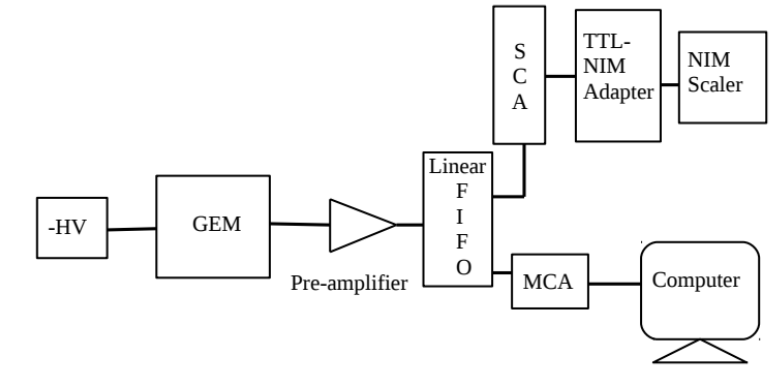 -HV
GEM
Pre-amplifier
Linear
F
I
F
O
S
C
A
TTL-
NIM
Adapter
NIM
Scaler
MCA
Computer